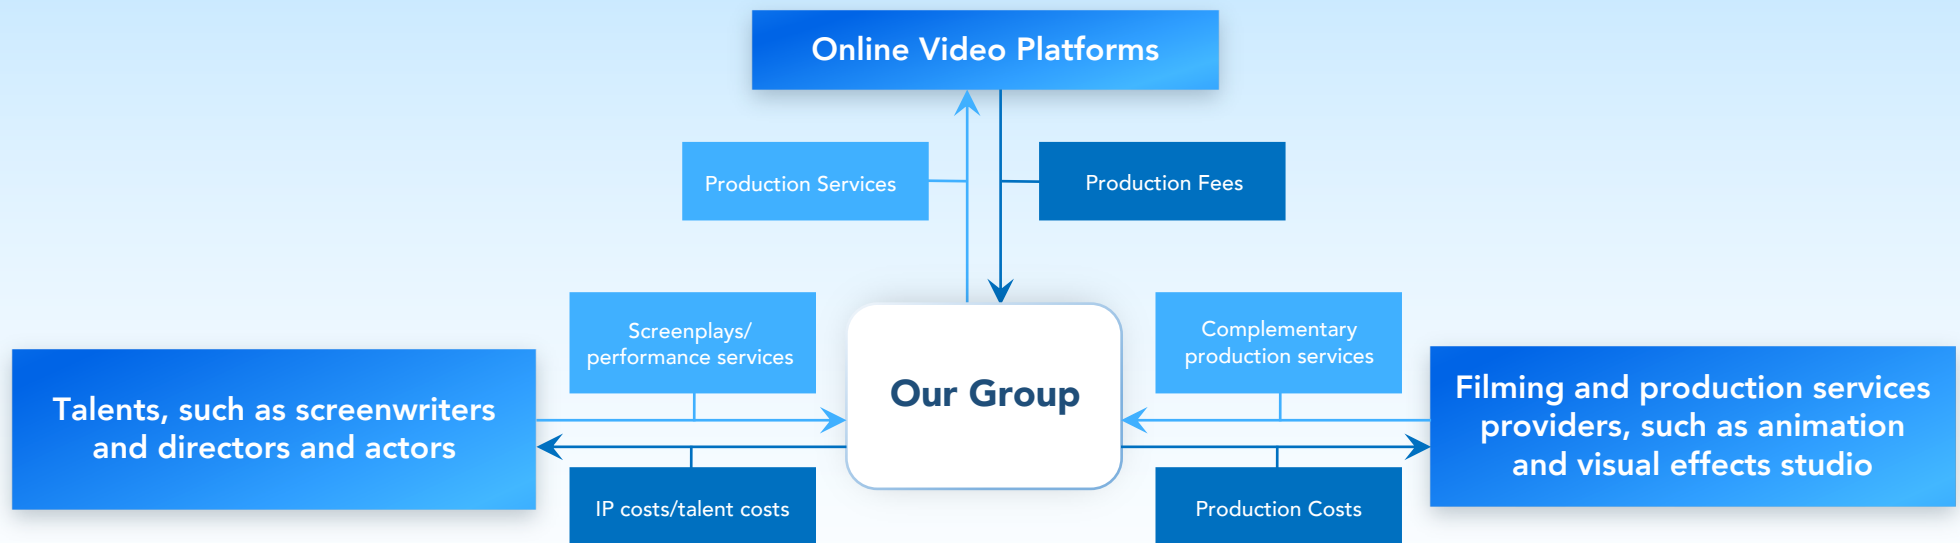 Online Video Platforms
Production Services
Production Fees
Screenplays/
performance services
Complementary
production services
Our Group
Talents, such as screenwriters
and directors and actors
Filming and production services
providers, such as animation
and visual effects studio
IP costs/talent costs
Production Costs